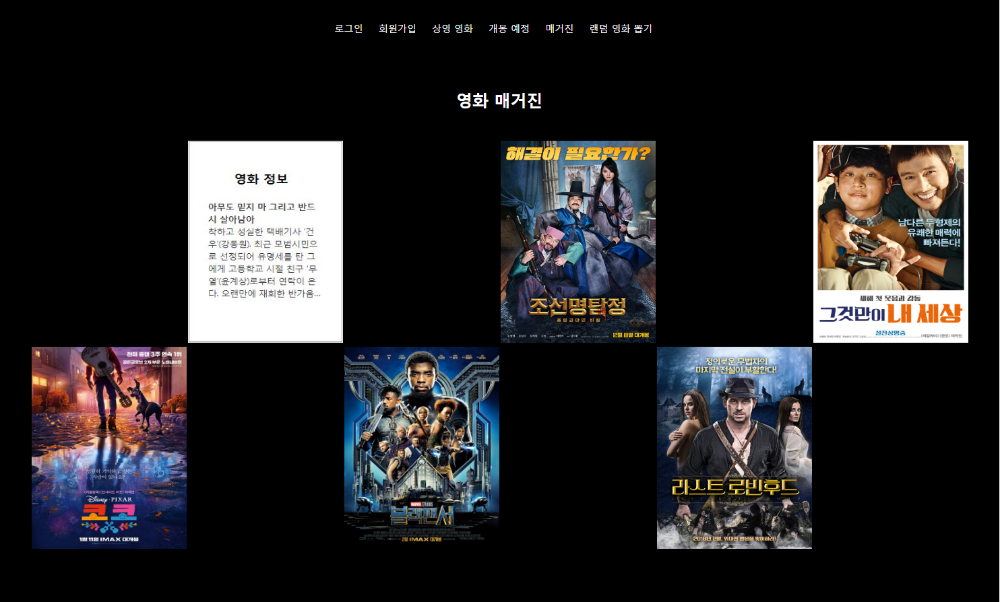 로그인 회원가입 상영 영화 개봉 예정 매거진 랜덤 영화 뽑기
영화 매거진
영화 정보
아무도 믿지 마 그리고 반드
시 살아남아
착하고 성실한 택배기사 '건
우'(강동원). 최근 모범시민으
로 선정되어 유명세를 탄 그
에게 고등학교 시절 친구 '무
열'(윤계상)로부터 연락이 온
다. 오랜만에 재회한 반가움...
해결이 필요한가?
조선명탐정
흡혈괴마의 비밀
2월 8일 대개봉
남다른 두 형제의
유쾌한 매력에
빠져든다!
새해 첫 웃음과 감동
그것만이 내 세상
절찬상영중
전미 흥행 3주 연속 1위
골든글로브 2개 부문 노미네이트
사람이 있나요?
Disney · PIXAR
코코
1월 11일 IMAX 대개봉
MARVEL STUDIOS
블랙팬서
2월 IMAX 대개봉
정의로운 무법자의
마지막 전설이 부활한다!
라스트 로빈후드
2018년 2월, 위대한 영웅을 맞이하라!